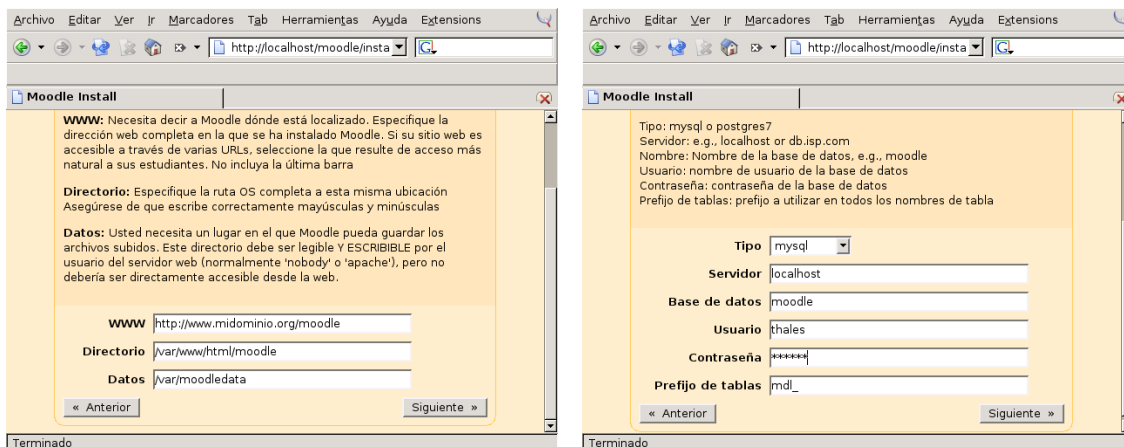 Archivo Editar Ver Ir Marcadores Tab Herramientas Ayuda Extensions
http://localhost/moodle/insta
G
Moodle Install
WWW: Necesita decir a Moodle dónde está localizado. Especifique la
dirección web completa en la que se ha instalado Moodle. Si su sitio web es
accesible a través de varias URLs, seleccione la que resulte de acceso más
natural a sus estudiantes. No incluya la última barra
Directorio: Especifique la ruta OS completa a esta misma ubicación
Asegúrese de que escribe correctamente mayúsculas y minúsculas
Datos: Usted necesita un lugar en el que Moodle pueda guardar los
archivos subidos. Este directorio debe ser legible Y ESCRIBIBLE por el
usuario del servidor web (normalmente 'nobody' o 'apache'), pero no
debería ser directamente accesible desde la web.
WWW http://www.midominio.org/moodle
Directorio /var/www/html/moodle
Datos /var/moodledata
« Anterior Siguiente »
Terminado
Archivo Editar Ver Ir Marcadores Tab Herramientas Ayuda Extensions
http://localhost/moodle/insta
G
Moodle Install
Tipo: mysql o postgres7
Servidor: e.g., localhost or db.isp.com
Nombre: Nombre de la base de datos, e.g., moodle
Usuario: nombre de usuario de la base de datos
Contraseña: contraseña de la base de datos
Prefijo de tablas: prefijo a utilizar en todos los nombres de tabla
Tipo mysql
Servidor localhost
Base de datos moodle
Usuario thales
Contraseña ******
Prefijo de tablas mdl_
« Anterior Siguiente »
Terminado